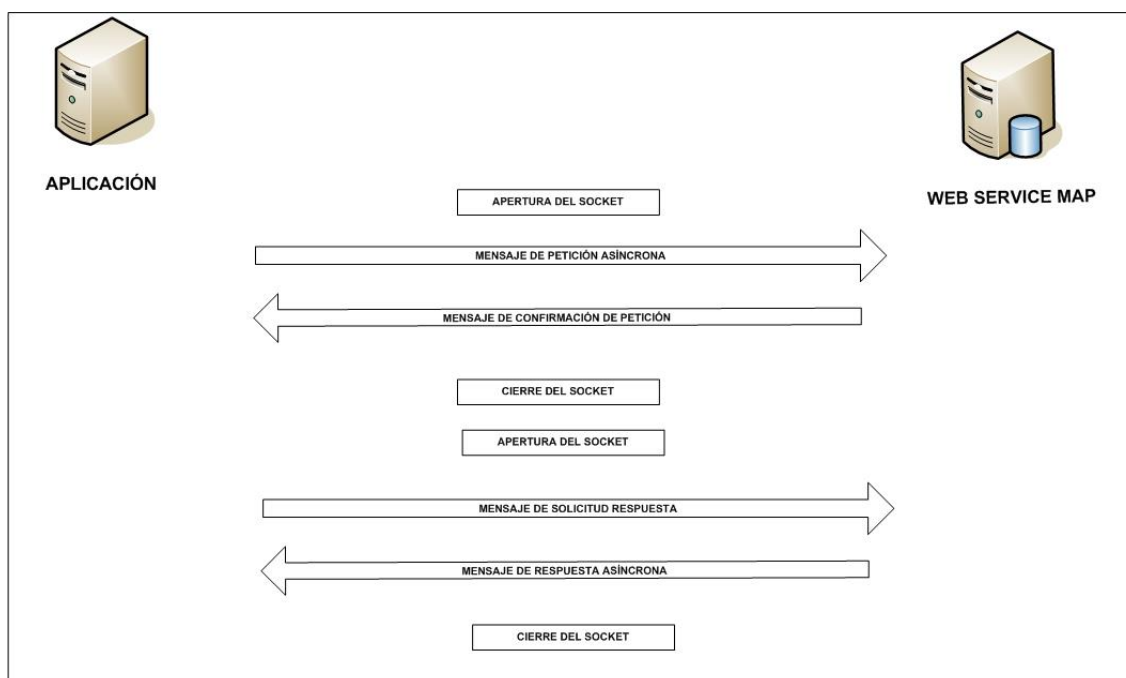 APLICACIÓN
WEB SERVICE MAP
APERTURA DEL SOCKET
MENSAJE DE PETICIÓN ASÍNCRONA
MENSAJE DE CONFIRMACIÓN DE PETICIÓN
CIERRE DEL SOCKET
APERTURA DEL SOCKET
MENSAJE DE SOLICITUD RESPUESTA
MENSAJE DE RESPUESTA ASÍNCRONA
CIERRE DEL SOCKET